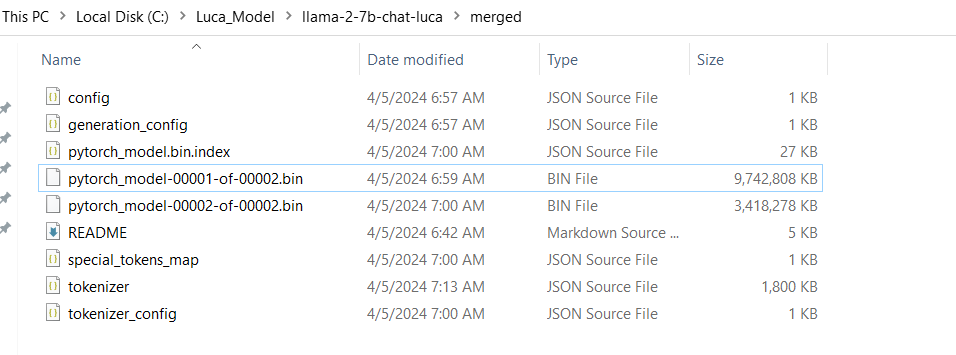 This PC > Local Disk (C:) > Luca_Model > llama-2-7b-chat-luca > merged
Name Date modified Type Size
config 4/5/2024 6:57 AM JSON Source File 1 KB
generation_config 4/5/2024 6:57 AM JSON Source File 1 KB
pytorch_model.bin.index 4/5/2024 7:00 AM JSON Source File 27 KB
pytorch_model-00001-of-00002.bin 4/5/2024 6:59 AM BIN File 9,742,808 KB
pytorch_model-00002-of-00002.bin 4/5/2024 7:00 AM BIN File 3,418,278 KB
README 4/5/2024 6:42 AM Markdown Source ... 5 KB
special_tokens_map 4/5/2024 7:00 AM JSON Source File 1 KB
tokenizer 4/5/2024 7:13 AM JSON Source File 1,800 KB
tokenizer_config 4/5/2024 7:00 AM JSON Source File 1 KB